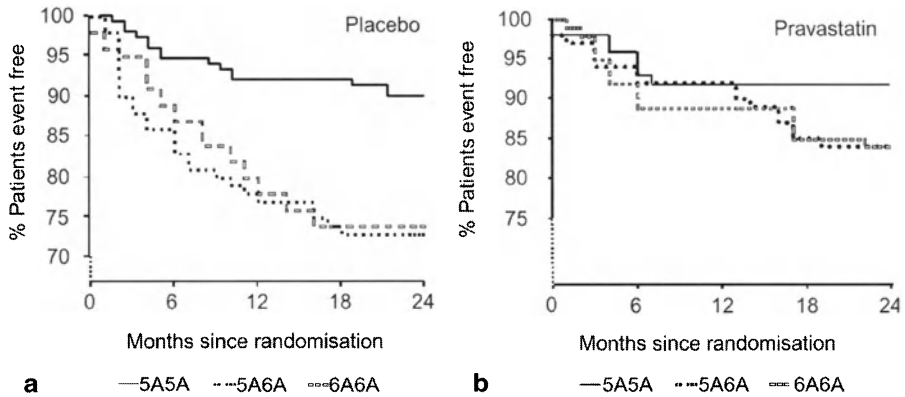 Placebo
% Patients event free
100
95
90
85
80
75
70
0 6 12 18 24
Months since randomisation
a 5A5A 5A6A 6A6A
Pravastatin
% Patients event free
100
95
90
85
80
75
0 6 12 18 24
Months since randomisation
b 5A5A 5A6A 6A6A